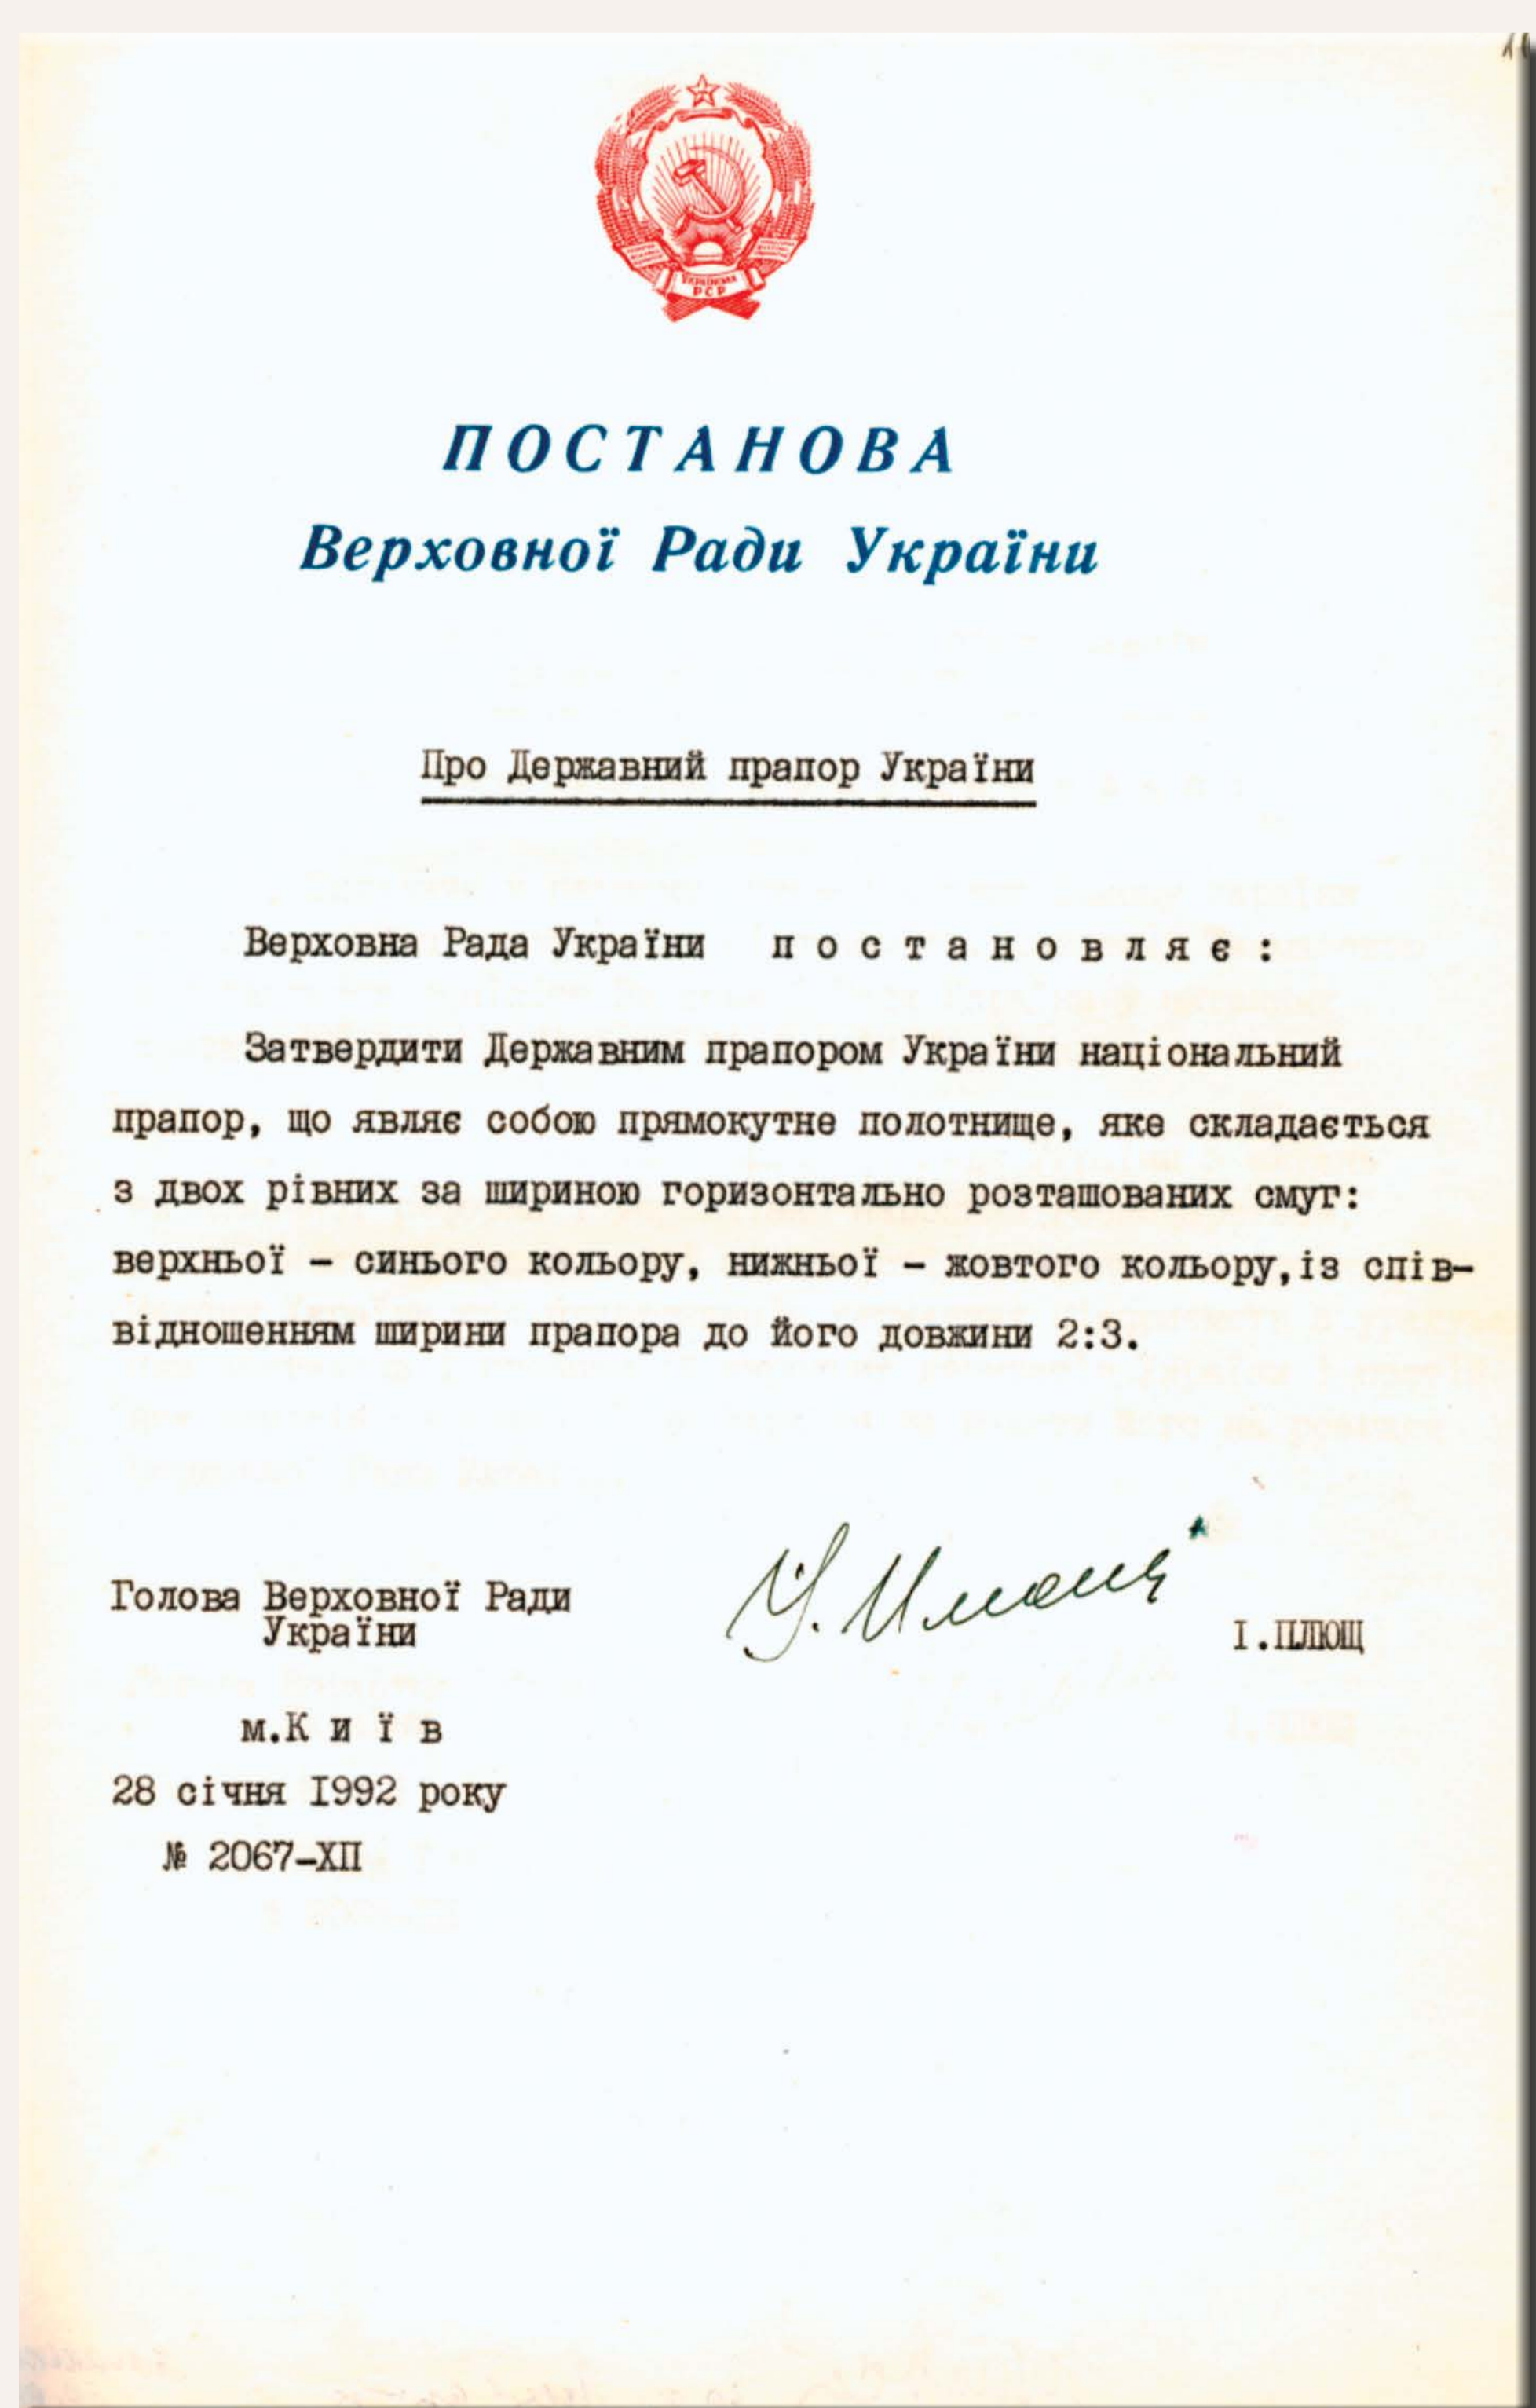 УКРАЇНСЬКА
РСР
ПОСТАНОВА
Верховної Ради України
Про Державний прапор України
Верховна Рада України п о с т а н о в л я є :
Затвердити Державним прапором України національний
прапор, що являє собою прямокутне полотнище, яке складається
з двох рівних за шириною горизонтально розташованих смуг:
верхньої – синього кольору, нижньої – жовтого кольору,із спів-
відношенням ширини прапора до його довжини 2:3.
Голова Верховної Ради
України
І.ПЛЮЩ
м.К и ї в
28 січня 1992 року
№ 2067-ХП